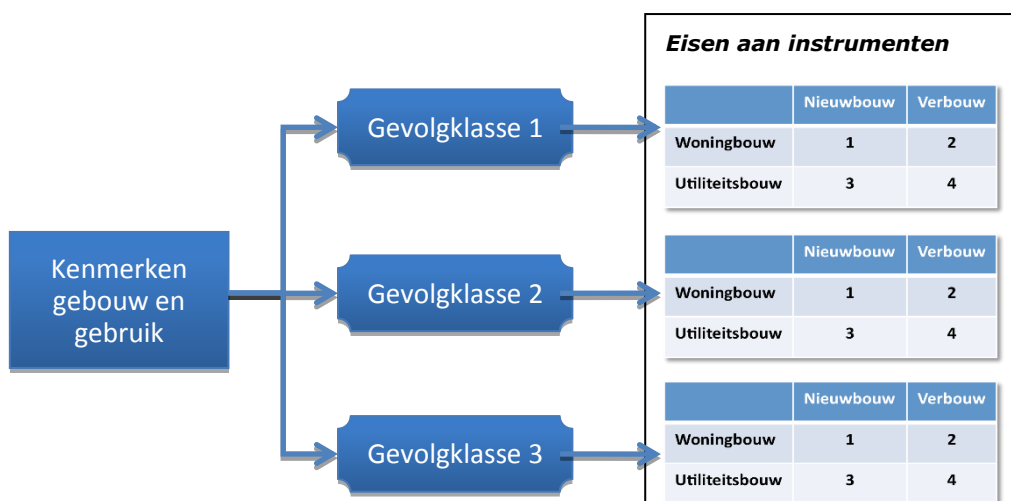 Eisen aan instrumenten
Kenmerken
gebouw en
gebruik
Gevolgklasse 1
Nieuwbouw Verbouw
Woningbouw 1 2
Utiliteitsbouw 3 4
Gevolgklasse 2
Nieuwbouw Verbouw
Woningbouw 1 2
Utiliteitsbouw 3 4
Gevolgklasse 3
Nieuwbouw Verbouw
Woningbouw 1 2
Utiliteitsbouw 3 4